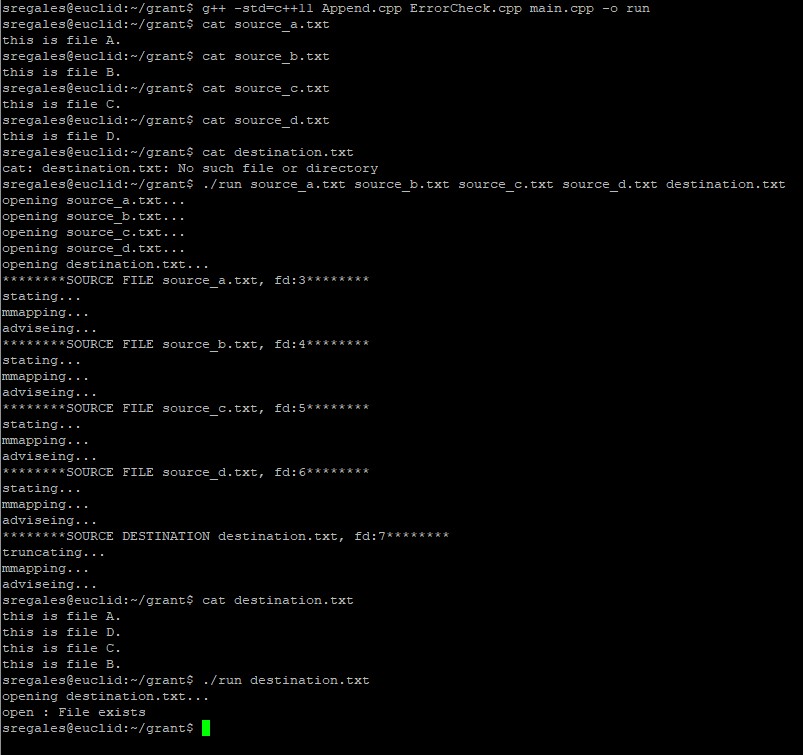 sregales@euclid:~/grant$ g++ -std=c++11 Append.cpp ErrorCheck.cpp main.cpp -o run
sregales@euclid:~/grant$ cat source_a.txt
this is file A.
sregales@euclid:~/grant$ cat source_b.txt
this is file B.
sregales@euclid:~/grant$ cat source_c.txt
this is file C.
sregales@euclid:~/grant$ cat source_d.txt
this is file D.
sregales@euclid:~/grant$ cat destination.txt
cat: destination.txt: No such file or directory
sregales@euclid:~/grant$ ./run source_a.txt source_b.txt source_c.txt source_d.txt destination.txt
opening source_a.txt...
opening source_b.txt...
opening source_c.txt...
opening source_d.txt...
opening destination.txt...
********SOURCE FILE source_a.txt, fd:3********
stating...
mmapping...
adviseing...
********SOURCE FILE source_b.txt, fd:4********
stating...
mmapping...
adviseing...
********SOURCE FILE source_c.txt, fd:5********
stating...
mmapping...
adviseing...
********SOURCE FILE source_d.txt, fd:6********
stating...
mmapping...
adviseing...
********SOURCE DESTINATION destination.txt, fd:7********
truncating...
mmapping...
adviseing...
sregales@euclid:~/grant$ cat destination.txt
this is file A.
this is file D.
this is file C.
this is file B.
sregales@euclid:~/grant$ ./run destination.txt
opening destination.txt...
open : File exists
sregales@euclid:~/grant$